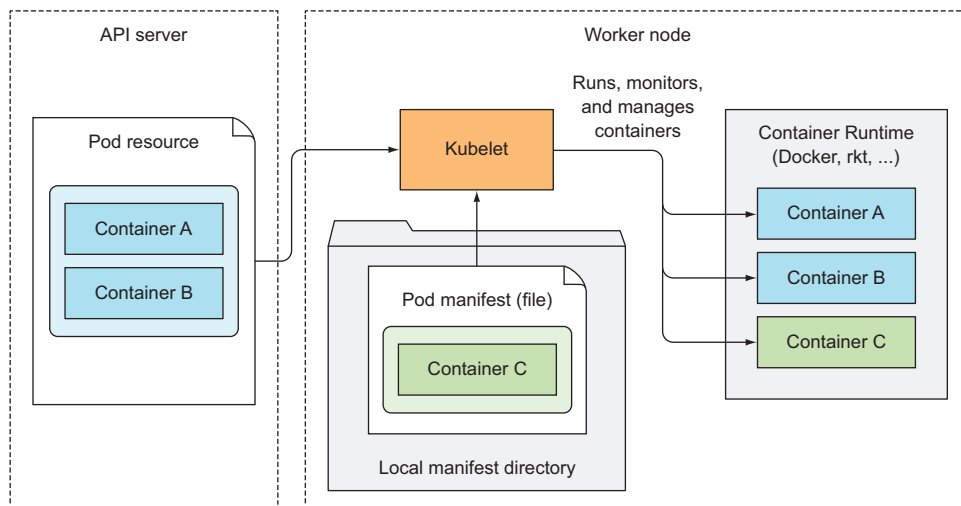 API server
Worker node
Pod resource
Container A
Container B
Kubelet
Runs, monitors,
and manages
containers
Pod manifest (file)
Container C
Local manifest directory
Container Runtime
(Docker, rkt, ...)
Container A
Container B
Container C